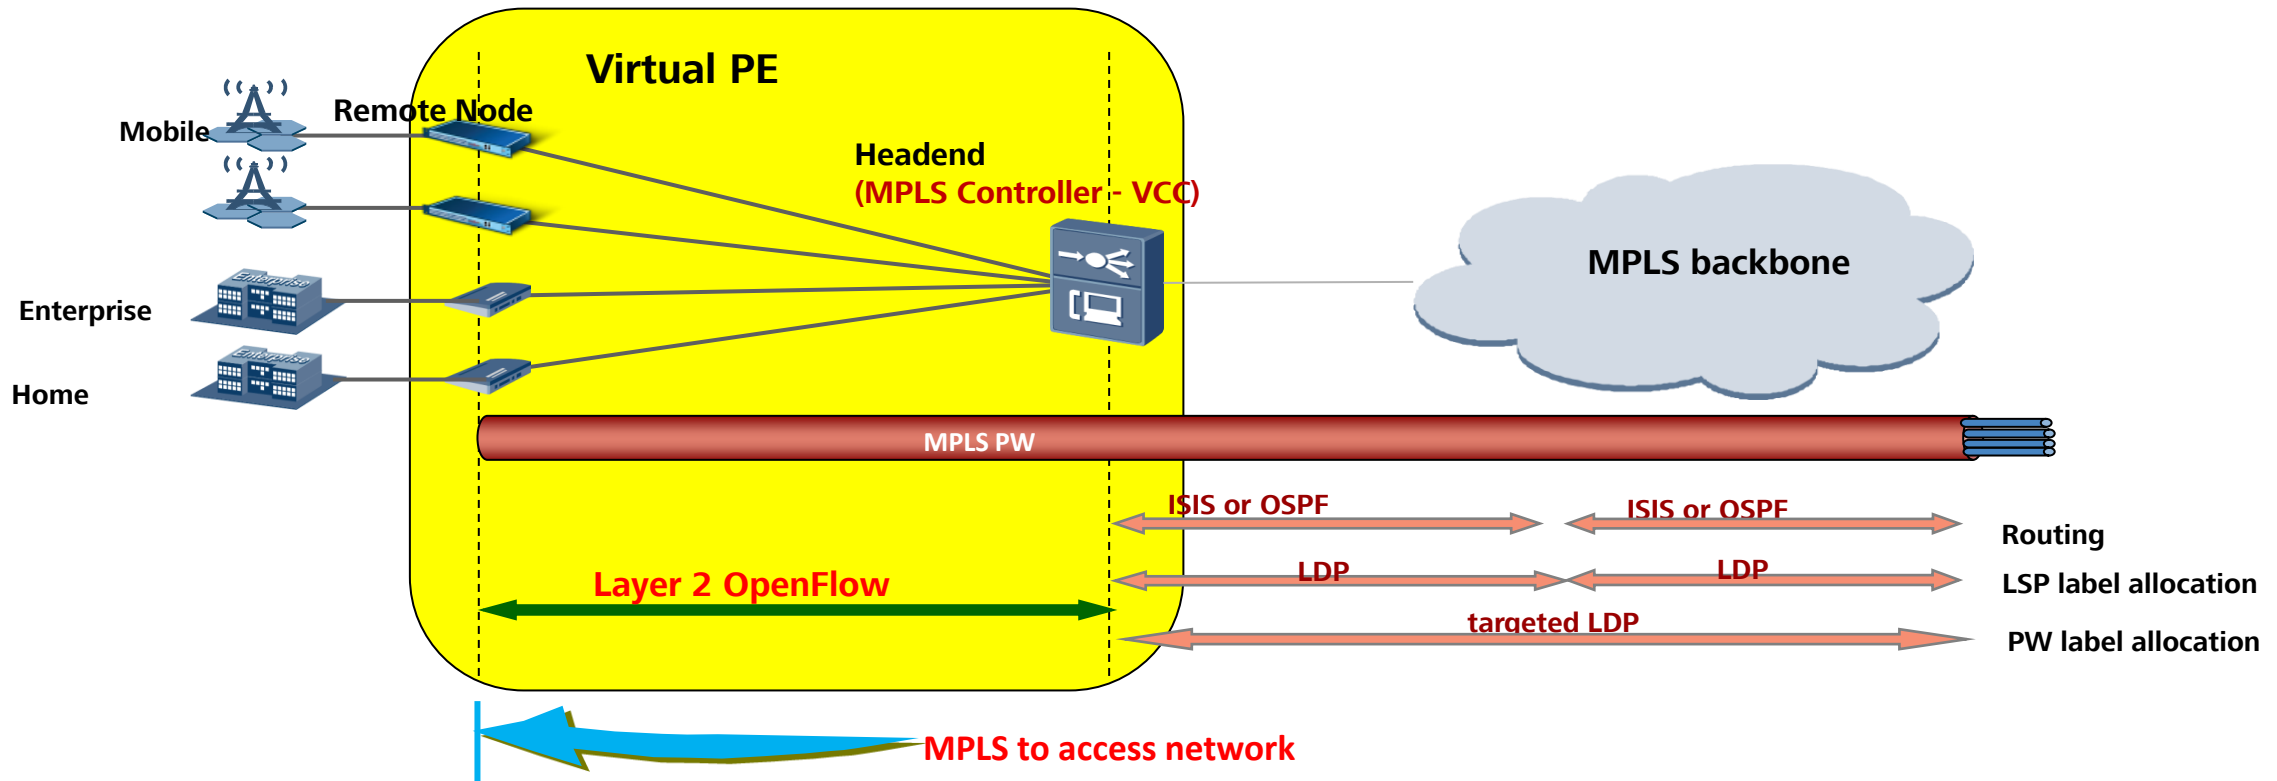 Virtual PE
Remote Node
Mobile
Headend
(MPLS Controller - VCC)
MPLS backbone
Enterprise
Enterprise
Enterprise
Home
MPLS PW
ISIS or OSPF
ISIS or OSPF
Routing
Layer 2 OpenFlow
LDP
LDP
LSP label allocation
targeted LDP
PW label allocation
MPLS to access network